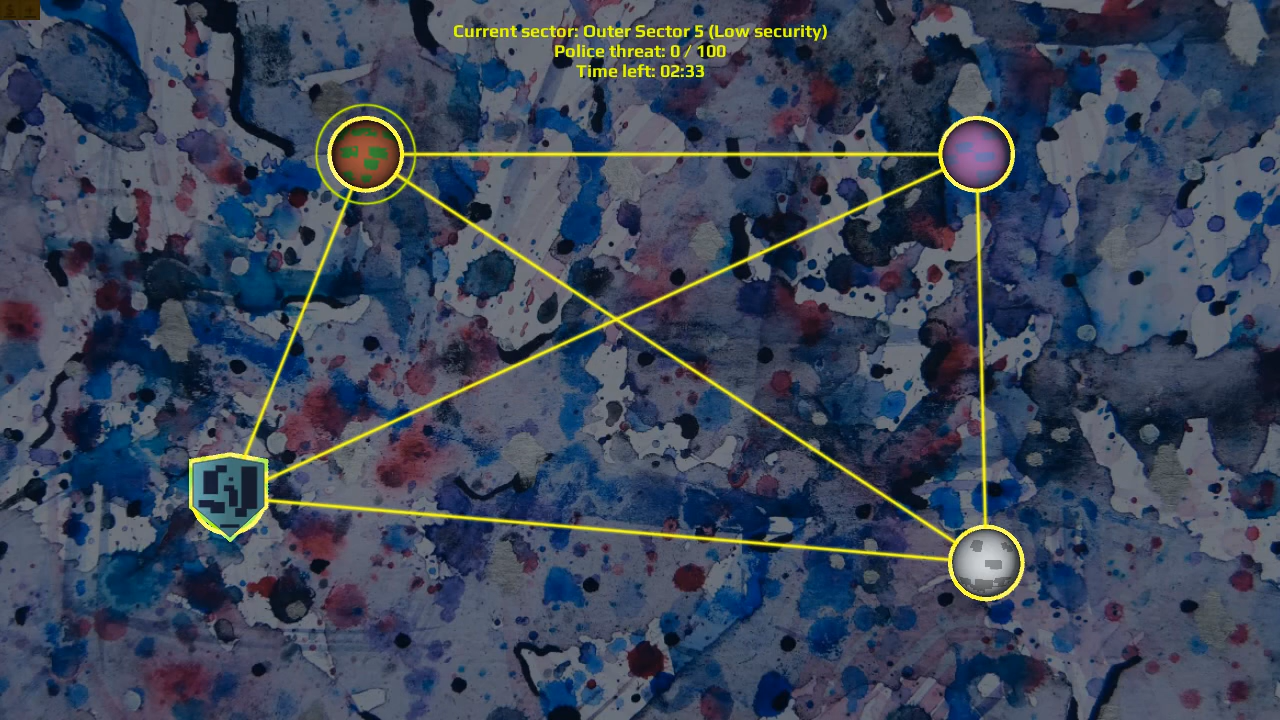 Current sector: Outer Sector 5 (Low security)
Police threat: 0 / 100
Time left: 02:33